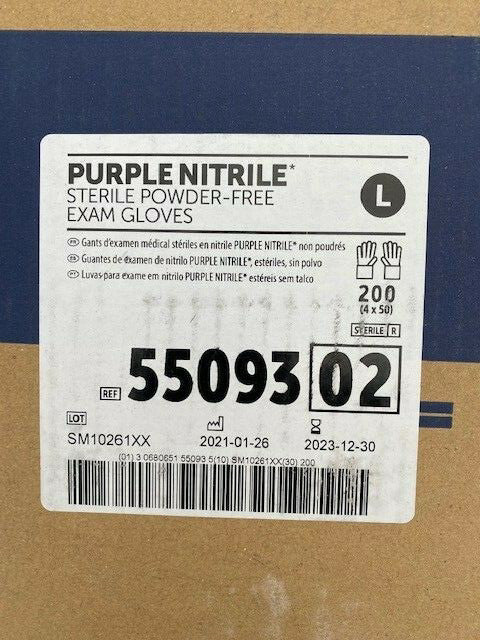 PURPLE NITRILE*
STERILE POWDER-FREE
EXAM GLOVES
L
FR Gants d'examen médical stériles en nitrile PURPLE NITRILE* non poudrés
ES Guantes de examen de nitrilo PURPLE NITRILE*, estériles, sin polvo
PT Luvas para exame em nitrilo PURPLE NITRILE* estéreis sem talco
200
(4 x 50)
STERILE R
REF 55093 02
LOT
SM10261XX 2021-01-26 2023-12-30
(01) 3 0680651 55093 5(10) SM10261XX(30) 200